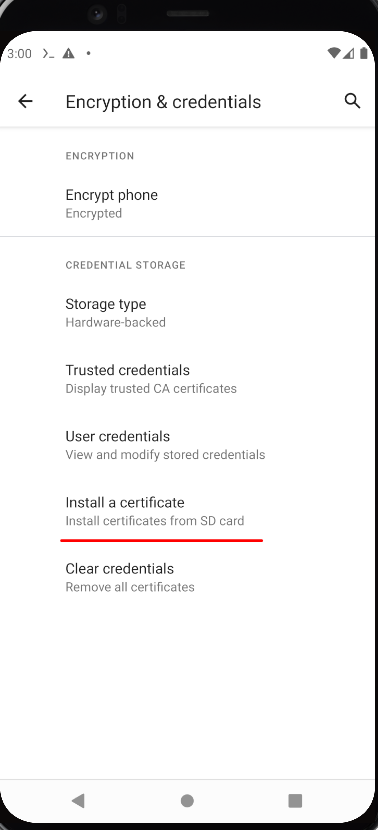 3:00
Encryption & credentials
ENCRYPTION
Encrypt phone
Encrypted
CREDENTIAL STORAGE
Storage type
Hardware-backed
Trusted credentials
Display trusted CA certificates
User credentials
View and modify stored credentials
Install a certificate
Install certificates from SD card
Clear credentials
Remove all certificates